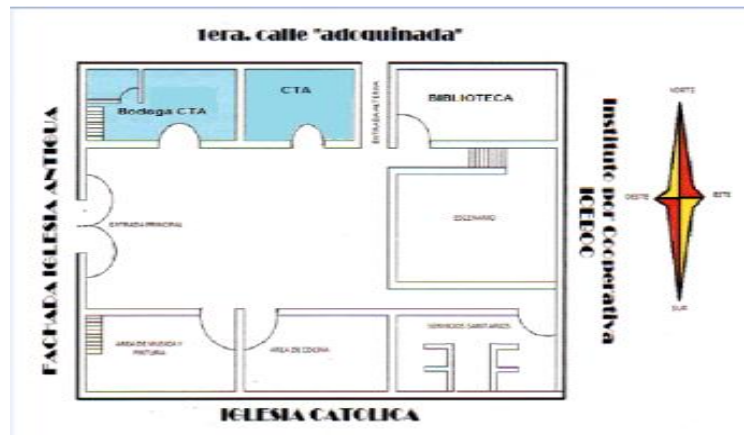 1era. calle "adoquinada"
CTA
Bodega CTA
ENTRADA ALTERNA
BIBLIOTECA
NORTE
OESTE
ESTE
SUR
FACHADA IGLESIA ANTIGUA
ENTRADA PRINCIPAL
ESCENARIO
Instituto por Cooperativa
ICEBOC
AREA DE MUSICA Y
PINTURA
AREA DE COCINA
SERVICIOS SANITARIOS
IGLESIA CATOLICA